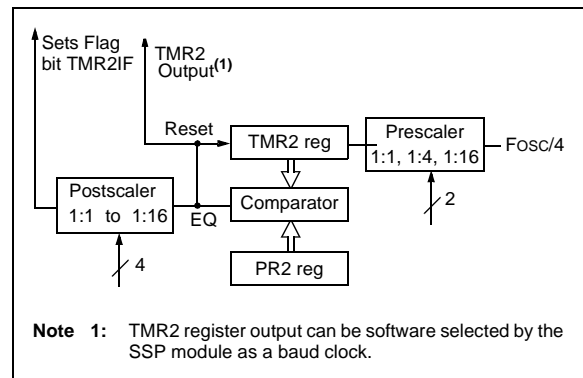 Sets Flag
bit TMR2IF
TMR2
Output(1)
Reset
TMR2 reg
Prescaler
1:1, 1:4, 1:16
FOSC/4
2
Postscaler
1:1 to 1:16
EQ
Comparator
4
PR2 reg
Note 1: TMR2 register output can be software selected by the
SSP module as a baud clock.